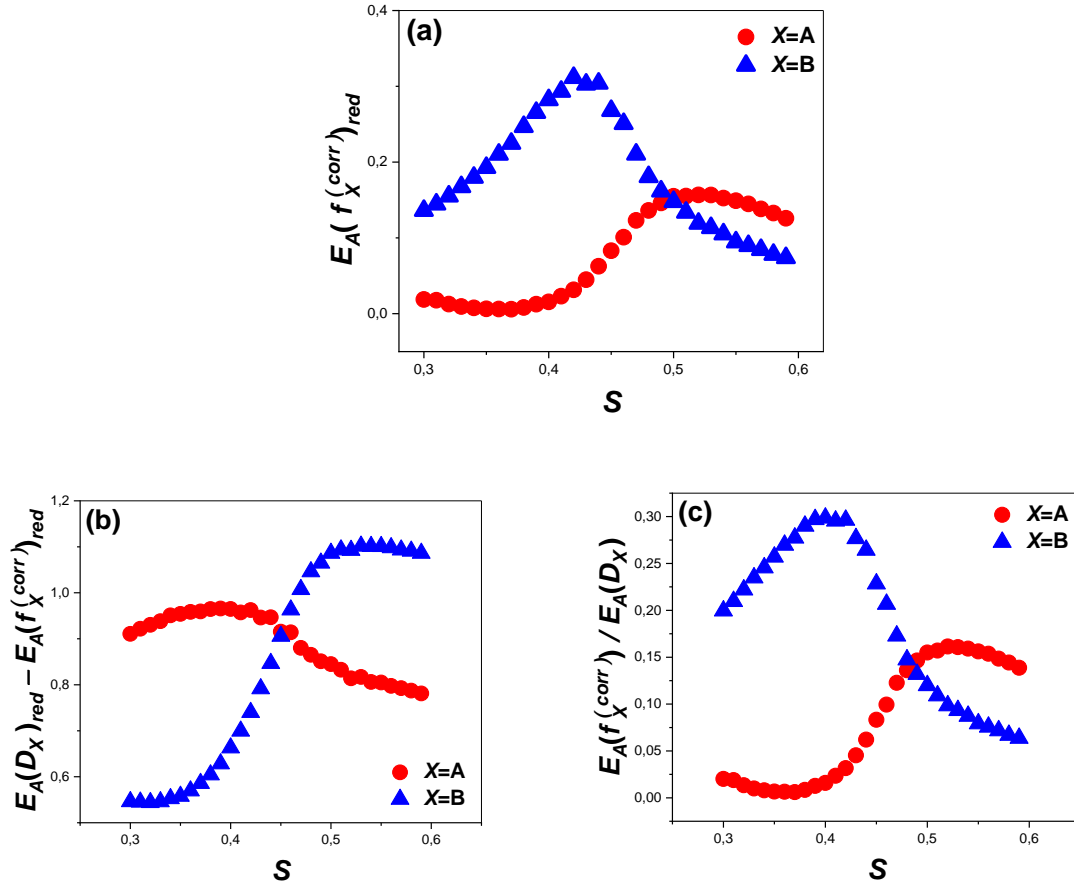 (a)
X=A
X=B
E_A( f_X^(corr) )_red
0,4
0,2
0,0
0,3
0,4
0,5
0,6
S
(b)
E_A(D_X)_red – E_A(f_X^(corr))_red
1,2
1,0
0,8
0,6
X=A
X=B
0,3
0,4
0,5
0,6
S
(c)
X=A
X=B
E_A(f_X^(corr)) / E_A(D_X)
0,30
0,25
0,20
0,15
0,10
0,05
0,00
0,3
0,4
0,5
0,6
S